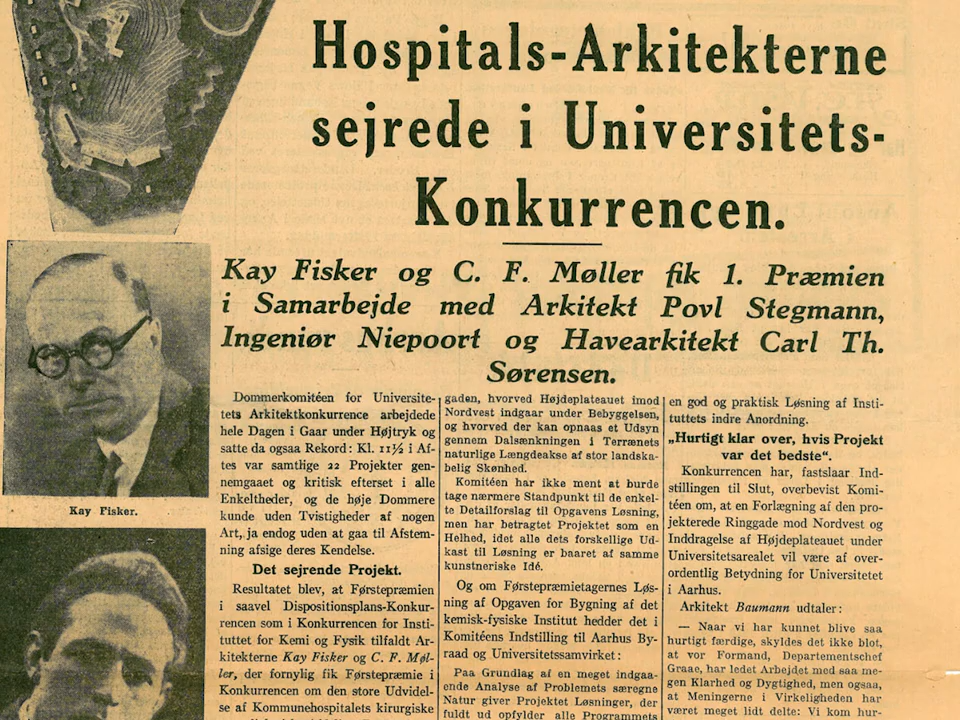 Hospitals-Arkitekterne
sejrede i Universitets-
Konkurrencen.
Kay Fisker og C. F. Møller fik 1. Præmien
i Samarbejde med Arkitekt Povl Stegmann,
Ingeniør Niepoort og Havearkitekt Carl Th.
Sørensen.
Kay Fisker.
Dommerkomitéen for Universite-
tets Arkitektkonkurrence arbejdede
hele Dagen i Gaar under Højtryk og
satte da ogsaa Rekord: Kl. 11½ i Af-
tes var samtlige 22 Projekter gen-
nemgaaet og kritisk efterset i alle
Enkeltheder, og de høje Dommere
kunde uden Tvistigheder af nogen
Art, ja endog uden at gaa til Afstem-
ning afsige deres Kendelse.
Det sejrende Projekt.
Resultatet blev, at Førstepræmien
i saavel Dispositionsplans-Konkur-
rencen som i Konkurrencen for Insti-
tuttet for Kemi og Fysik tilfaldt Ar-
kitekterne Kay Fisker og C. F. Møl-
ler, der fornylig fik Førstepræmie i
Konkurrencen om den store Udvidel-
se af Kommunehospitalets kirurgiske
gaden, hvorved Højdeplateauet imod
Nordvest indgaar under Bebyggelsen,
og hvorved der kan opnaas et Udsyn
gennem Dalsænkningen i Terrænets
naturlige Længdeakse af stor landska-
belig Skønhed.
Komitéen har ikke ment at burde
tage nærmere Standpunkt til de enkel-
te Detailforslag til Opgavens Løsning,
men har betragtet Projektet som en
Helhed, idet alle dets forskellige Ud-
kast til Løsning er baaret af samme
kunstneriske Idé.
Og om Førstepræmietagernes Løs-
ning af Opgaven for Bygning af det
kemisk-fysiske Institut hedder det i
Komitéens Indstilling til Aarhus By-
raad og Universitetssamvirket:
Paa Grundlag af en meget indgaa-
ende Analyse af Problemets særegne
Natur giver Projektet Løsninger, der
fuldt ud opfylder alle Programmets
en god og praktisk Løsning af Insti-
tuttets indre Anordning.
„Hurtigt klar over, hvis Projekt
var det bedste“.
Konkurrencen har, fastslaar Ind-
stillingen til Slut, overbevist Komi-
téen om, at en Forlægning af den pro-
jekterede Ringgade mod Nordvest og
Inddragelse af Højdeplateauet under
Universitetsarealet vil være af over-
ordentlig Betydning for Universitetet
i Aarhus.
Arkitekt Baumann udtaler:
— Naar vi har kunnet blive saa
hurtigt færdige, skyldes det ikke blot,
at vor Formand, Departementschef
Graae, har ledet Arbejdet med saa me-
gen Klarhed og Dygtighed, men ogsaa,
at Meningerne i Virkeligheden har
været meget lidt delte: Vi kom hur-